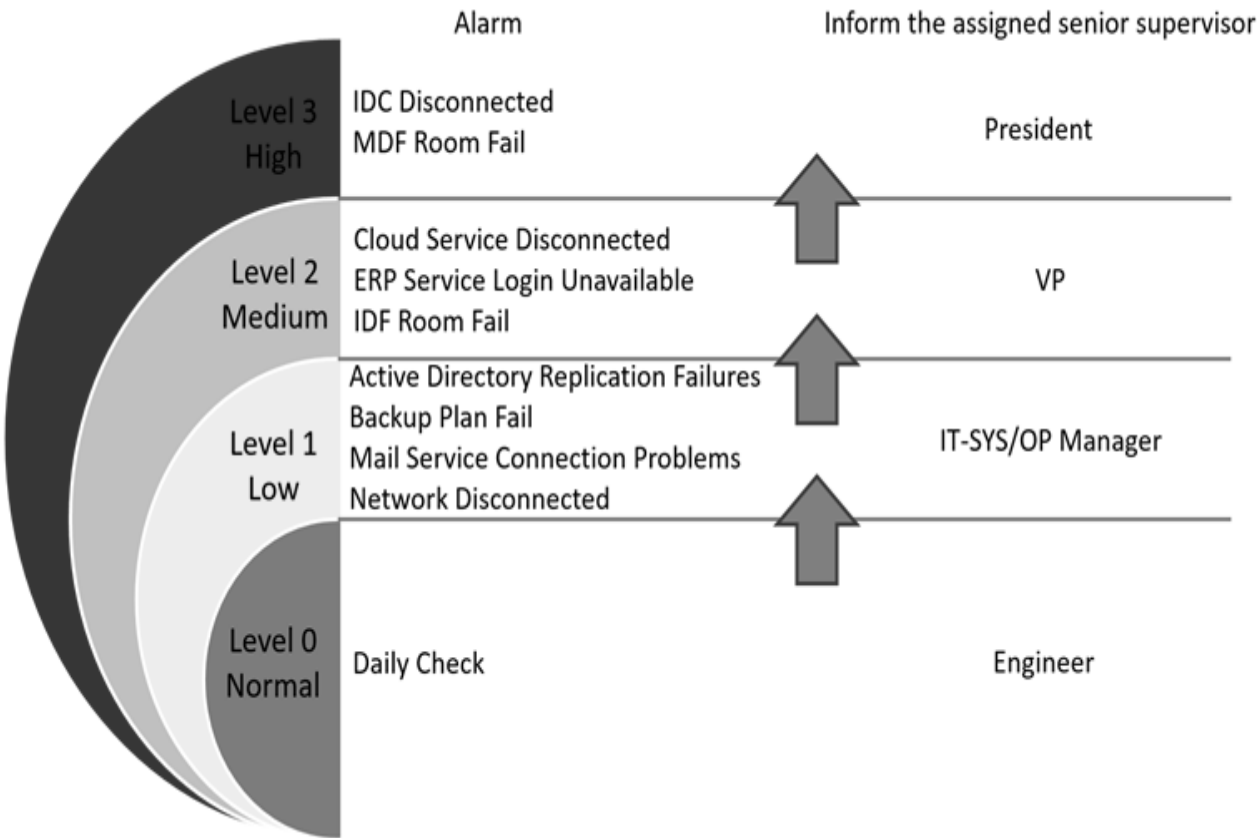 Alarm
Inform the assigned senior supervisor
Level 3
High
IDC Disconnected
MDF Room Fail
President
Level 2
Medium
Cloud Service Disconnected
ERP Service Login Unavailable
IDF Room Fail
VP
Level 1
Low
Active Directory Replication Failures
Backup Plan Fail
Mail Service Connection Problems
Network Disconnected
IT-SYS/OP Manager
Level 0
Normal
Daily Check
Engineer